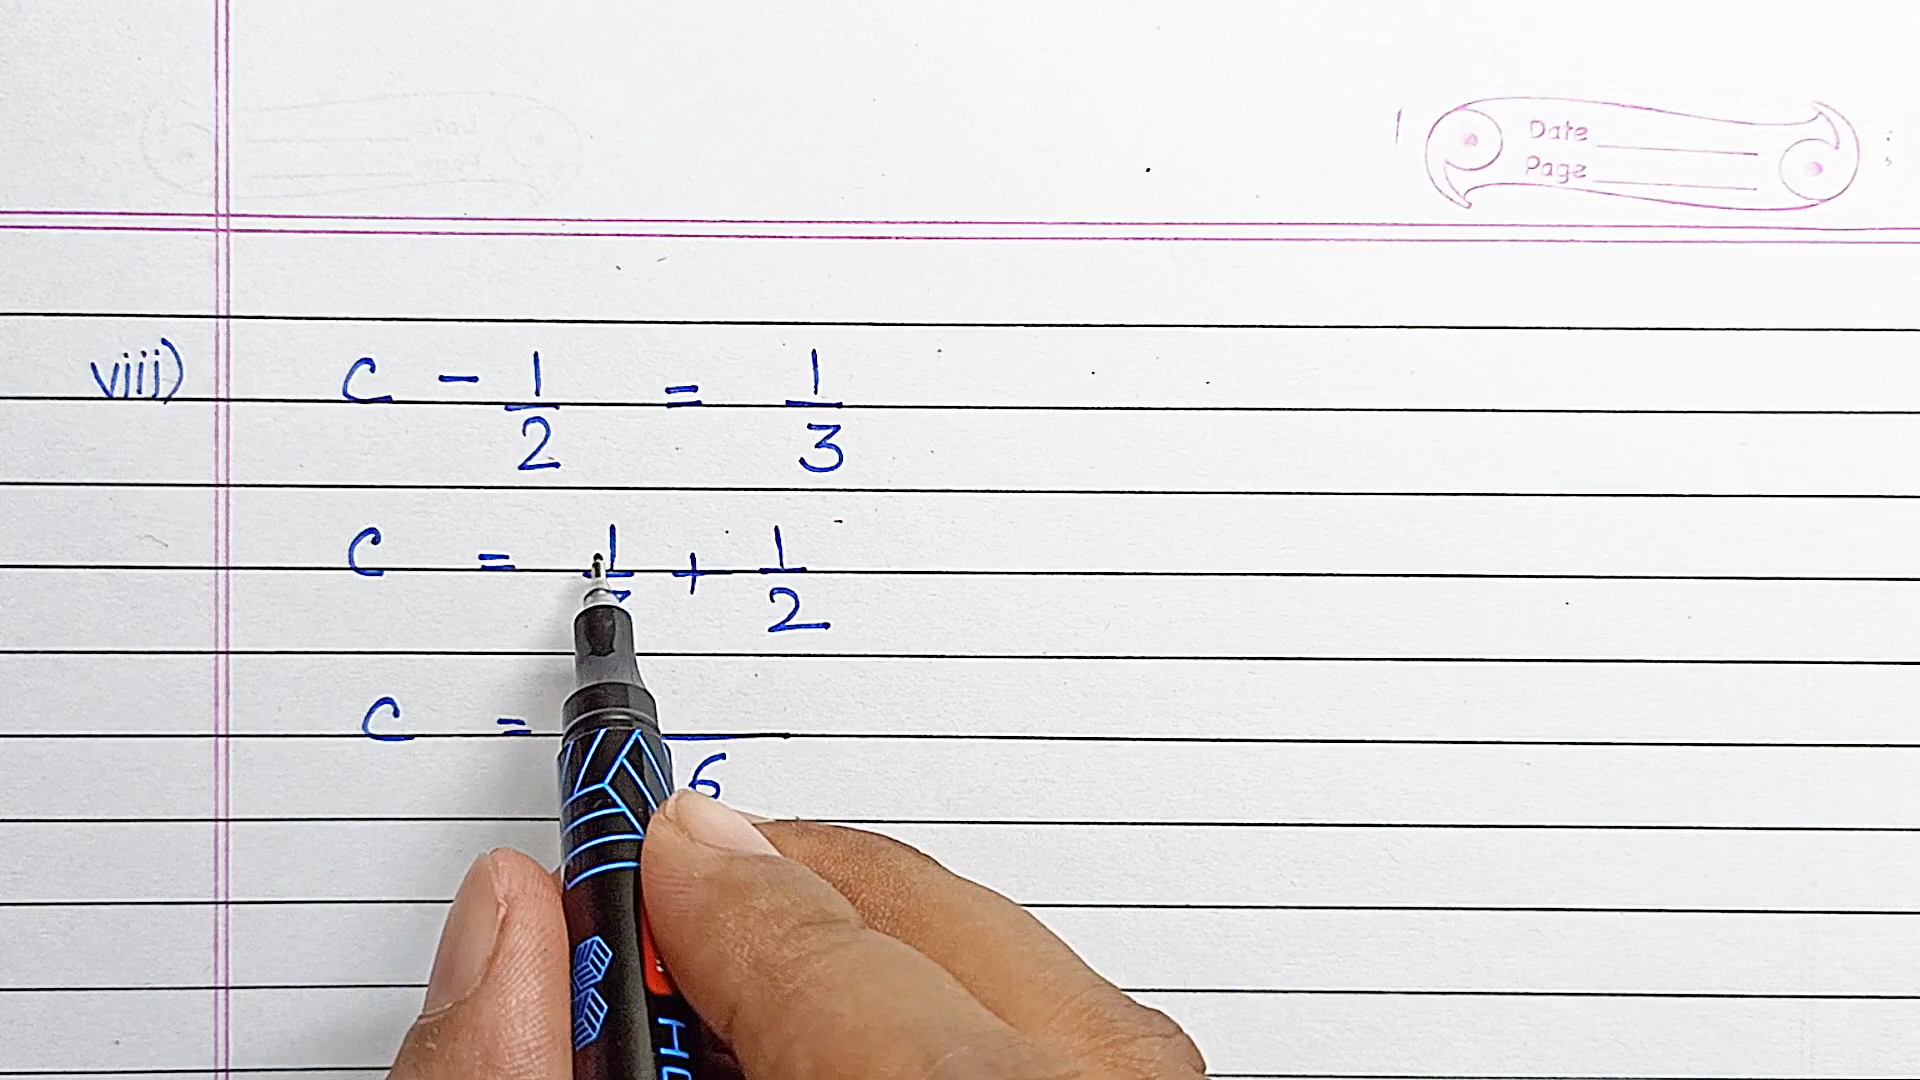 Date
Page
viii) C - 1/2 = 1/3
C = 1/ + 1/2
C = /6